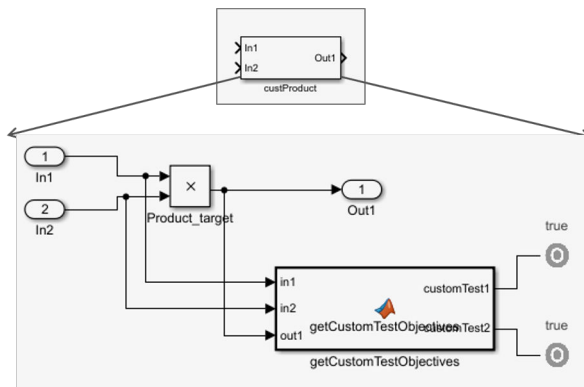 In1
Out1
In2
custProduct
1
In1
×
Product_target
1
Out1
2
In2
true
O
in1
customTest1
in2
getCustomTestObjectives
customTest2
out1
getCustomTestObjectives
true
O